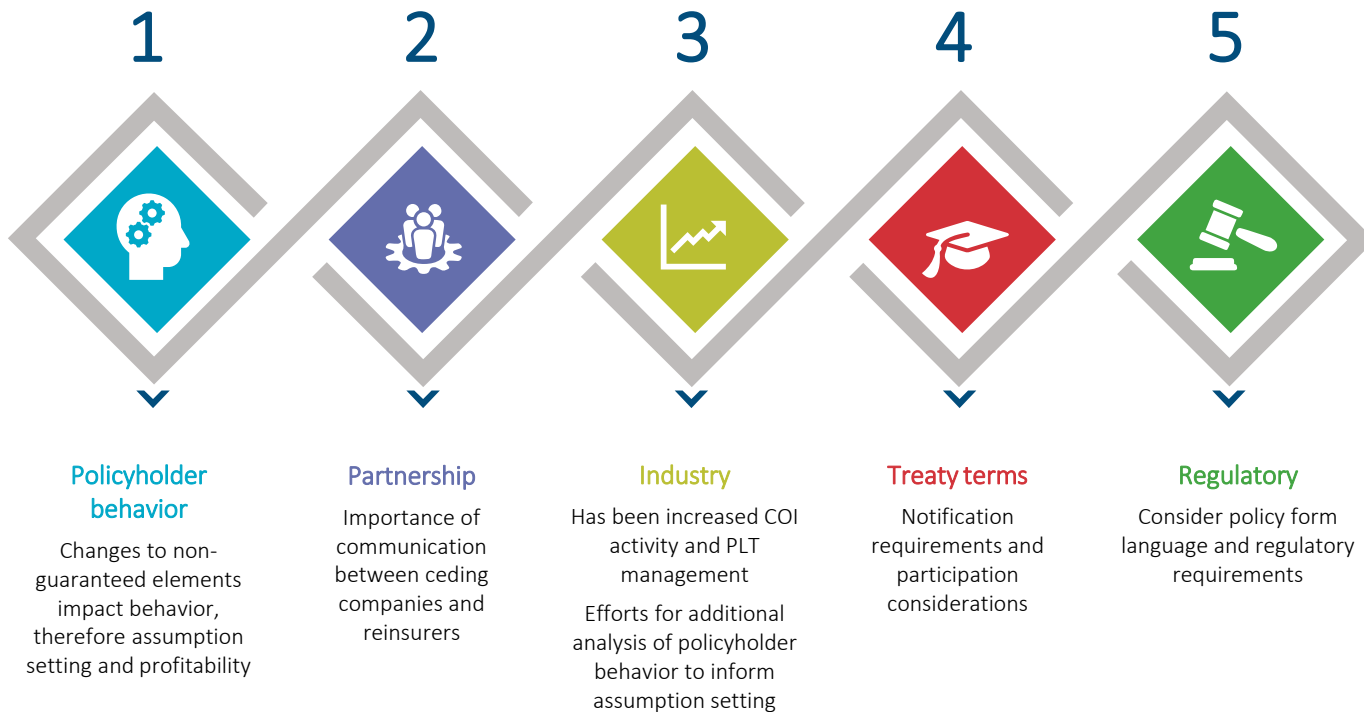 1
2
3
4
5
Policyholder
behavior
Changes to non-
guaranteed elements
impact behavior,
therefore assumption
setting and profitability
Partnership
Importance of
communication
between ceding
companies and
reinsurers
Industry
Has been increased COI
activity and PLT
management
Efforts for additional
analysis of policyholder
behavior to inform
assumption setting
Treaty terms
Notification
requirements and
participation
considerations
Regulatory
Consider policy form
language and regulatory
requirements